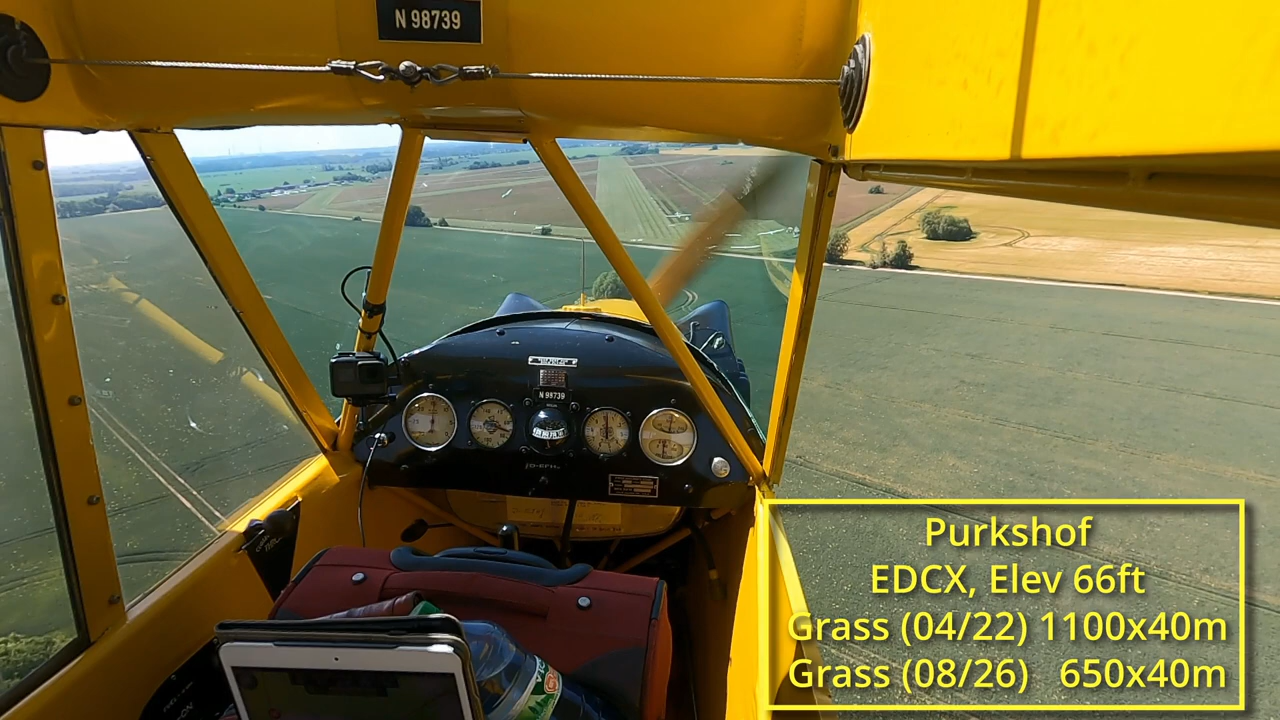 N 98739
N 98739
Purkshof
EDCX, Elev 66ft
Grass (04/22) 1100x40m
Grass (08/26) 650x40m